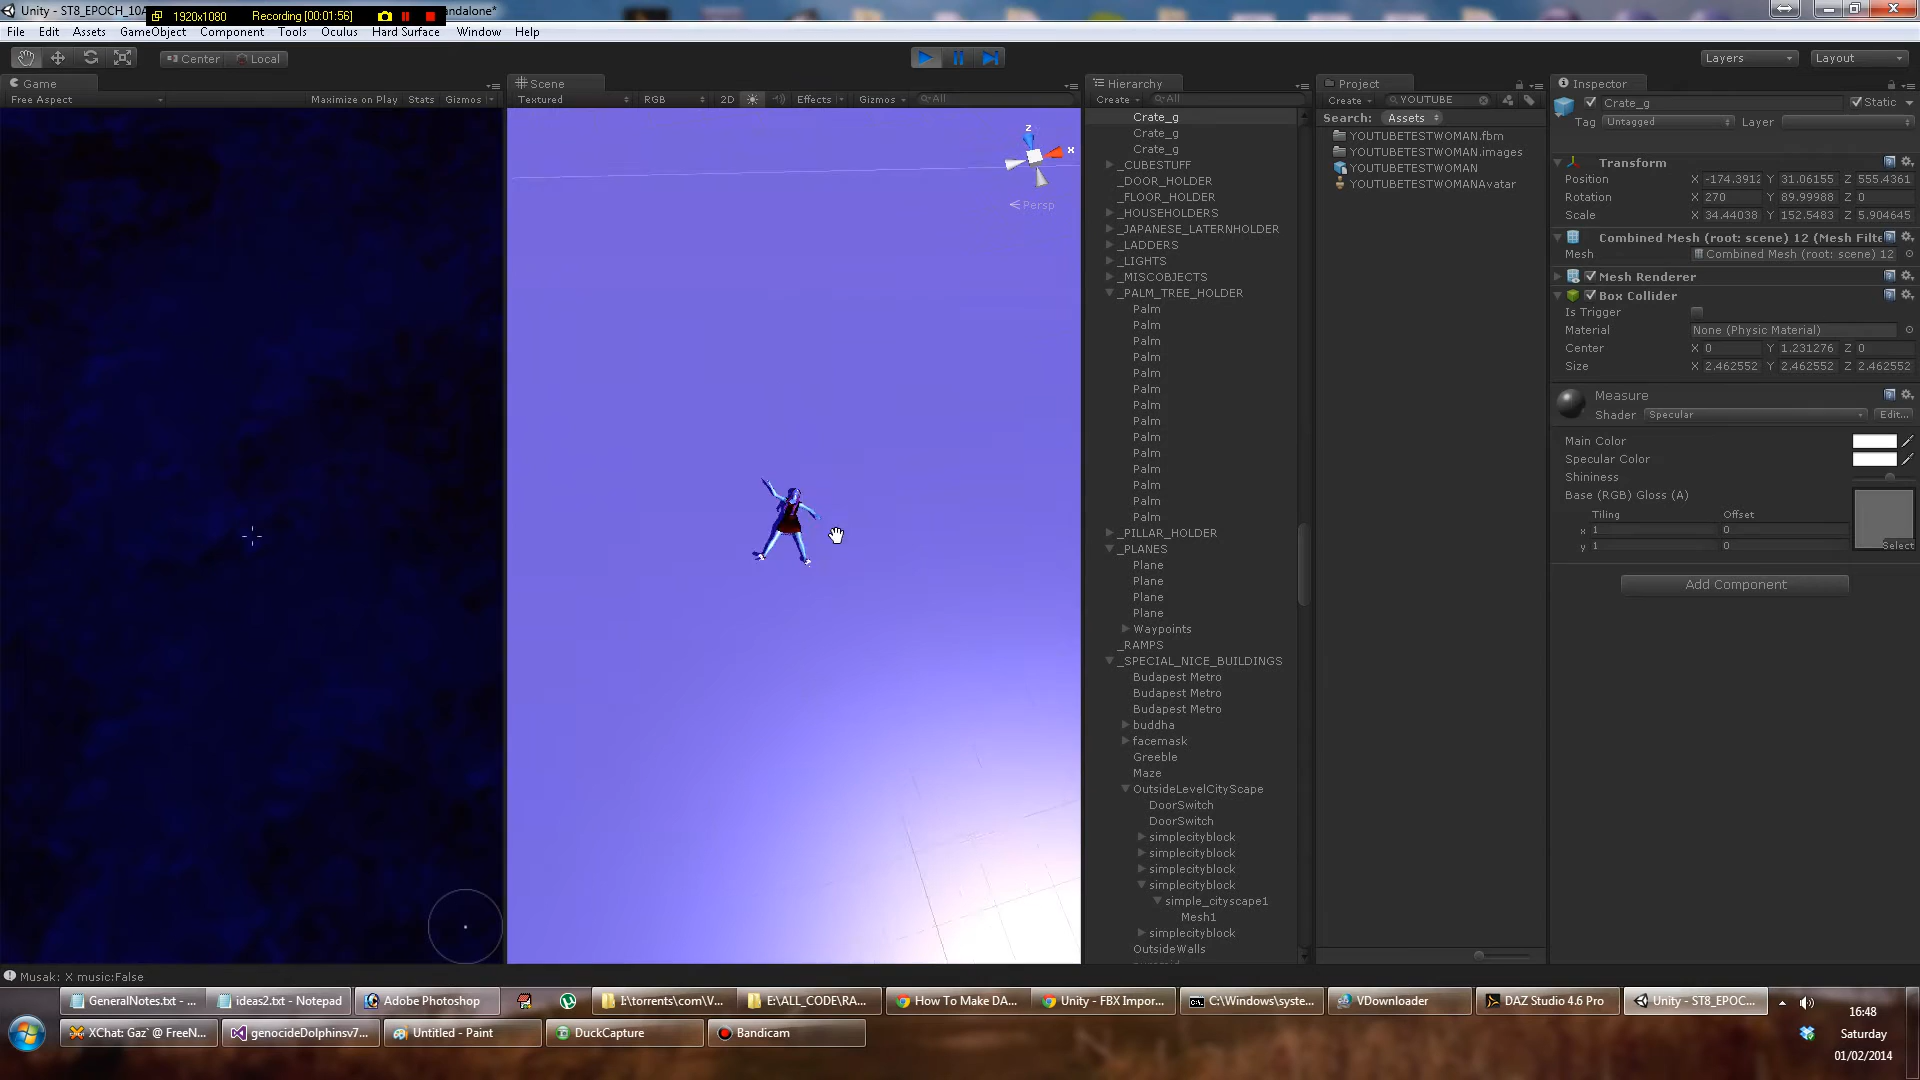 Unity - ST8_EPOCH_10A
1920x1080
Recording [00:01:56]
andalone*
File Edit Assets GameObject Component Tools Oculus Hard Surface Window Help
Center Local
Layers
Layout
Game
Free Aspect
Maximize on Play Stats Gizmos
Scene
Textured RGB 2D Effects Gizmos All
z
x
Persp
Hierarchy
Create All
Crate_g
Crate_g
Crate_g
_CUBESTUFF
_DOOR_HOLDER
_FLOOR_HOLDER
_HOUSEHOLDERS
_JAPANESE_LATERNHOLDER
_LADDERS
_LIGHTS
_MISCOBJECTS
_PALM_TREE_HOLDER
Palm
Palm
Palm
Palm
Palm
Palm
Palm
Palm
Palm
Palm
Palm
Palm
Palm
Palm
_PILLAR_HOLDER
_PLANES
Plane
Plane
Plane
Plane
Waypoints
_RAMPS
_SPECIAL_NICE_BUILDINGS
Budapest Metro
Budapest Metro
Budapest Metro
buddha
facemask
Greeble
Maze
OutsideLevelCityScape
DoorSwitch
DoorSwitch
simplecityblock
simplecityblock
simplecityblock
simplecityblock
simple_cityscape1
Mesh1
simplecityblock
OutsideWalls
Project
Create YOUTUBE
Search: Assets
YOUTUBETESTWOMAN.fbm
YOUTUBETESTWOMAN.images
YOUTUBETESTWOMAN
YOUTUBETESTWOMANAvatar
Inspector
Crate_g Static
Tag Untagged Layer
Transform
Position X -174.3912 Y 31.06155 Z 555.4361
Rotation X 270 Y 89.99988 Z 0
Scale X 34.44038 Y 152.5483 Z 5.904645
Combined Mesh (root: scene) 12 (Mesh Filte
Mesh Combined Mesh (root: scene) 12
Mesh Renderer
Box Collider
Is Trigger
Material None (Physic Material)
Center X 0 Y 1.231276 Z 0
Size X 2.462552 Y 2.462552 Z 2.462552
Measure
Shader Specular Edit...
Main Color
Specular Color
Shininess
Base (RGB) Gloss (A)
Tiling Offset
x 1 0
y 1 0
Select
Add Component
Musak: X music:False
GeneralNotes.txt - ... ideas2.txt - Notepad Adobe Photoshop I:\torrents\com\V... E:\ALL_CODE\RA... How To Make DA... Unity - FBX Impor... C:\Windows\syste... VDownloader DAZ Studio 4.6 Pro Unity - ST8_EPOC...
XChat: Gaz` @ FreeN... genocideDolphinsv7... Untitled - Paint DuckCapture Bandicam
16:48
Saturday
01/02/2014